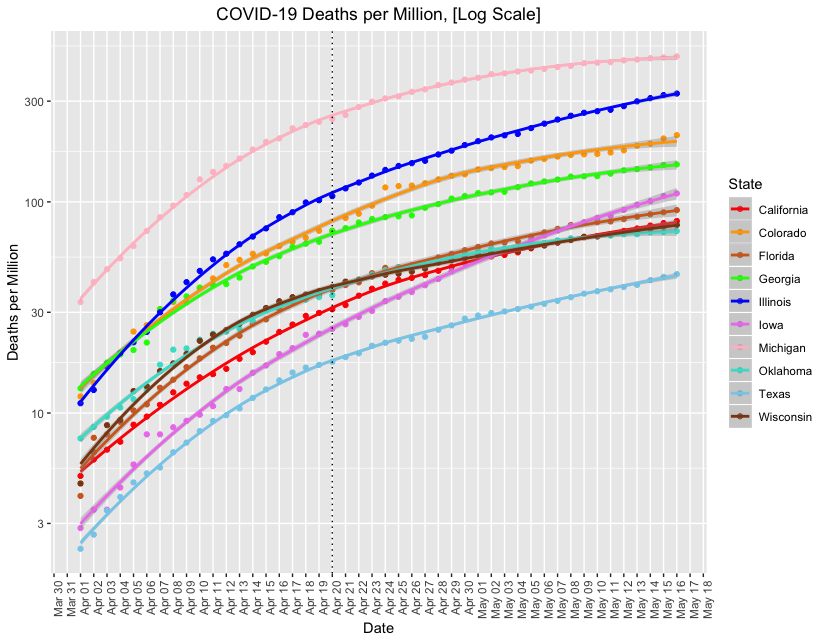 COVID-19 Deaths per Million, [Log Scale]
Deaths per Million
300
100
30
10
3
Mar 30
Mar 31
Apr 01
Apr 02
Apr 03
Apr 04
Apr 05
Apr 06
Apr 07
Apr 08
Apr 09
Apr 10
Apr 11
Apr 12
Apr 13
Apr 14
Apr 15
Apr 16
Apr 17
Apr 18
Apr 19
Apr 20
Apr 21
Apr 22
Apr 23
Apr 24
Apr 25
Apr 26
Apr 27
Apr 28
Apr 29
Apr 30
May 01
May 02
May 03
May 04
May 05
May 06
May 07
May 08
May 09
May 10
May 11
May 12
May 13
May 14
May 15
May 16
May 17
May 18
Date
State
California
Colorado
Florida
Georgia
Illinois
Iowa
Michigan
Oklahoma
Texas
Wisconsin